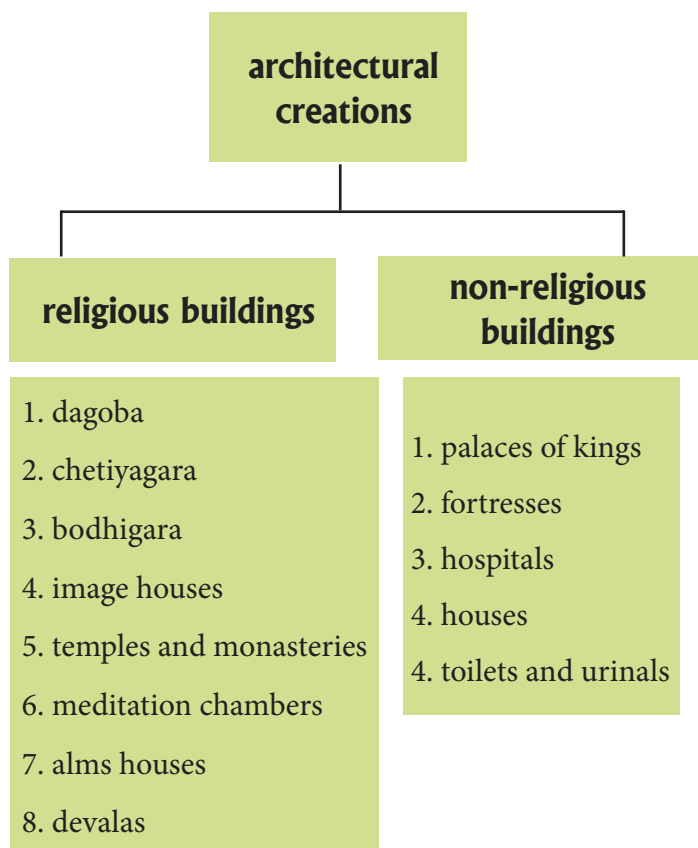 architectural
creations
religious buildings
non-religious
buildings
1. dagoba
2. chetiyagara
3. bodhigara
4. image houses
5. temples and monasteries
6. meditation chambers
7. alms houses
8. devalas
1. palaces of kings
2. fortresses
3. hospitals
4. houses
4. toilets and urinals